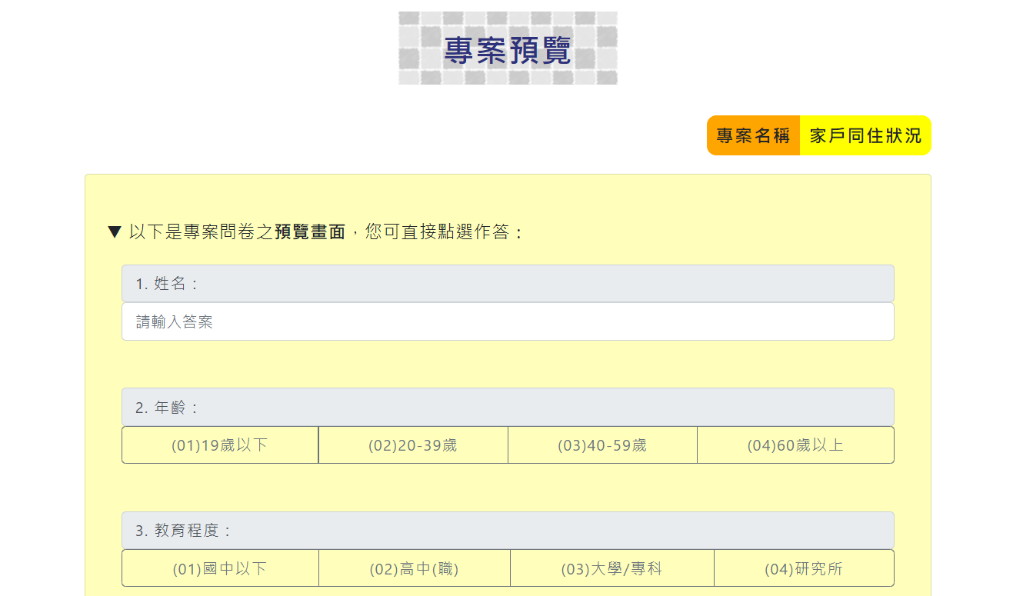 專案預覽
專案名稱 家戶同住狀況
▼ 以下是專案問卷之預覽畫面，您可直接點選作答：
1. 姓名：
請輸入答案
2. 年齡：
(01)19歲以下 (02)20-39歲 (03)40-59歲 (04)60歲以上
3. 教育程度：
(01)國中以下 (02)高中(職) (03)大學/專科 (04)研究所